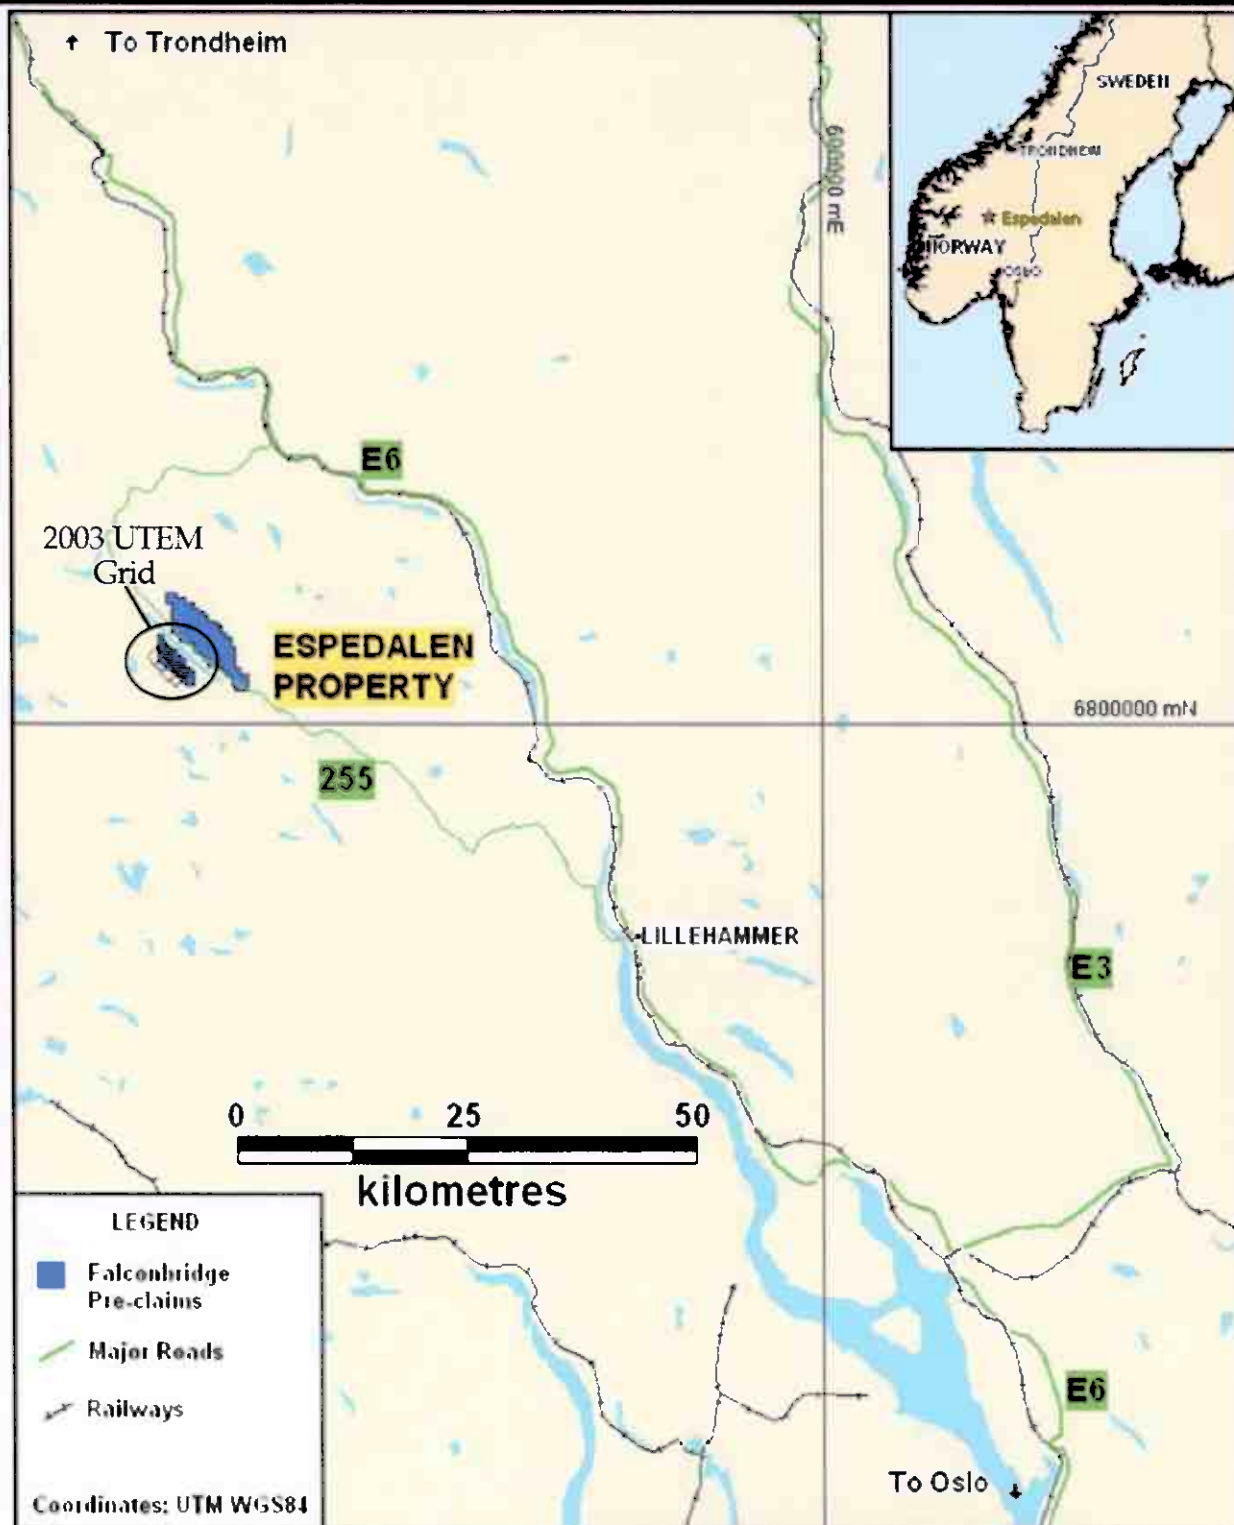 To Trondheim
SWEDEN
TRONDHEIM
Espedalen
NORWAY
OSLO
600000 mE
E6
2003 UTEM
Grid
ESPEDALEN
PROPERTY
6800000 mN
255
LILLEHAMMER
E3
0 25 50
kilometres
LEGEND
Falconbridge
Pre-claims
Major Roads
Railways
Coordinates: UTM WGS84
E6
To Oslo